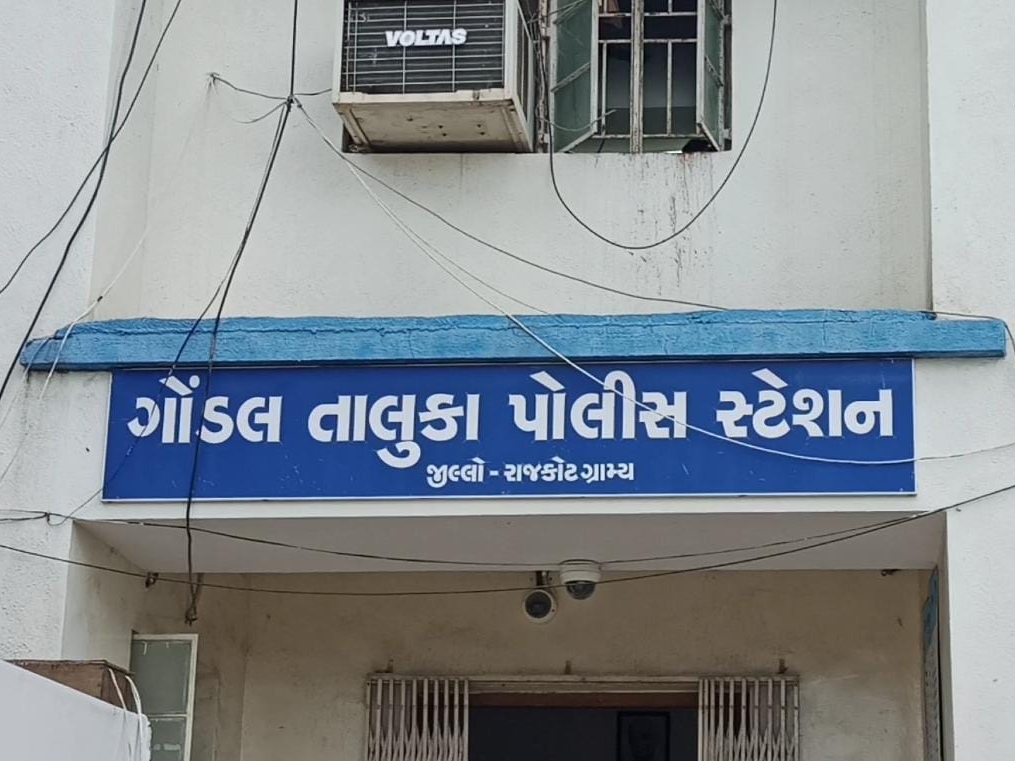 VOLTAS
ગોંડલ તાલુકા પોલીસ સ્ટેશન
જીલ્લો - રાજકોટ ગ્રામ્ય